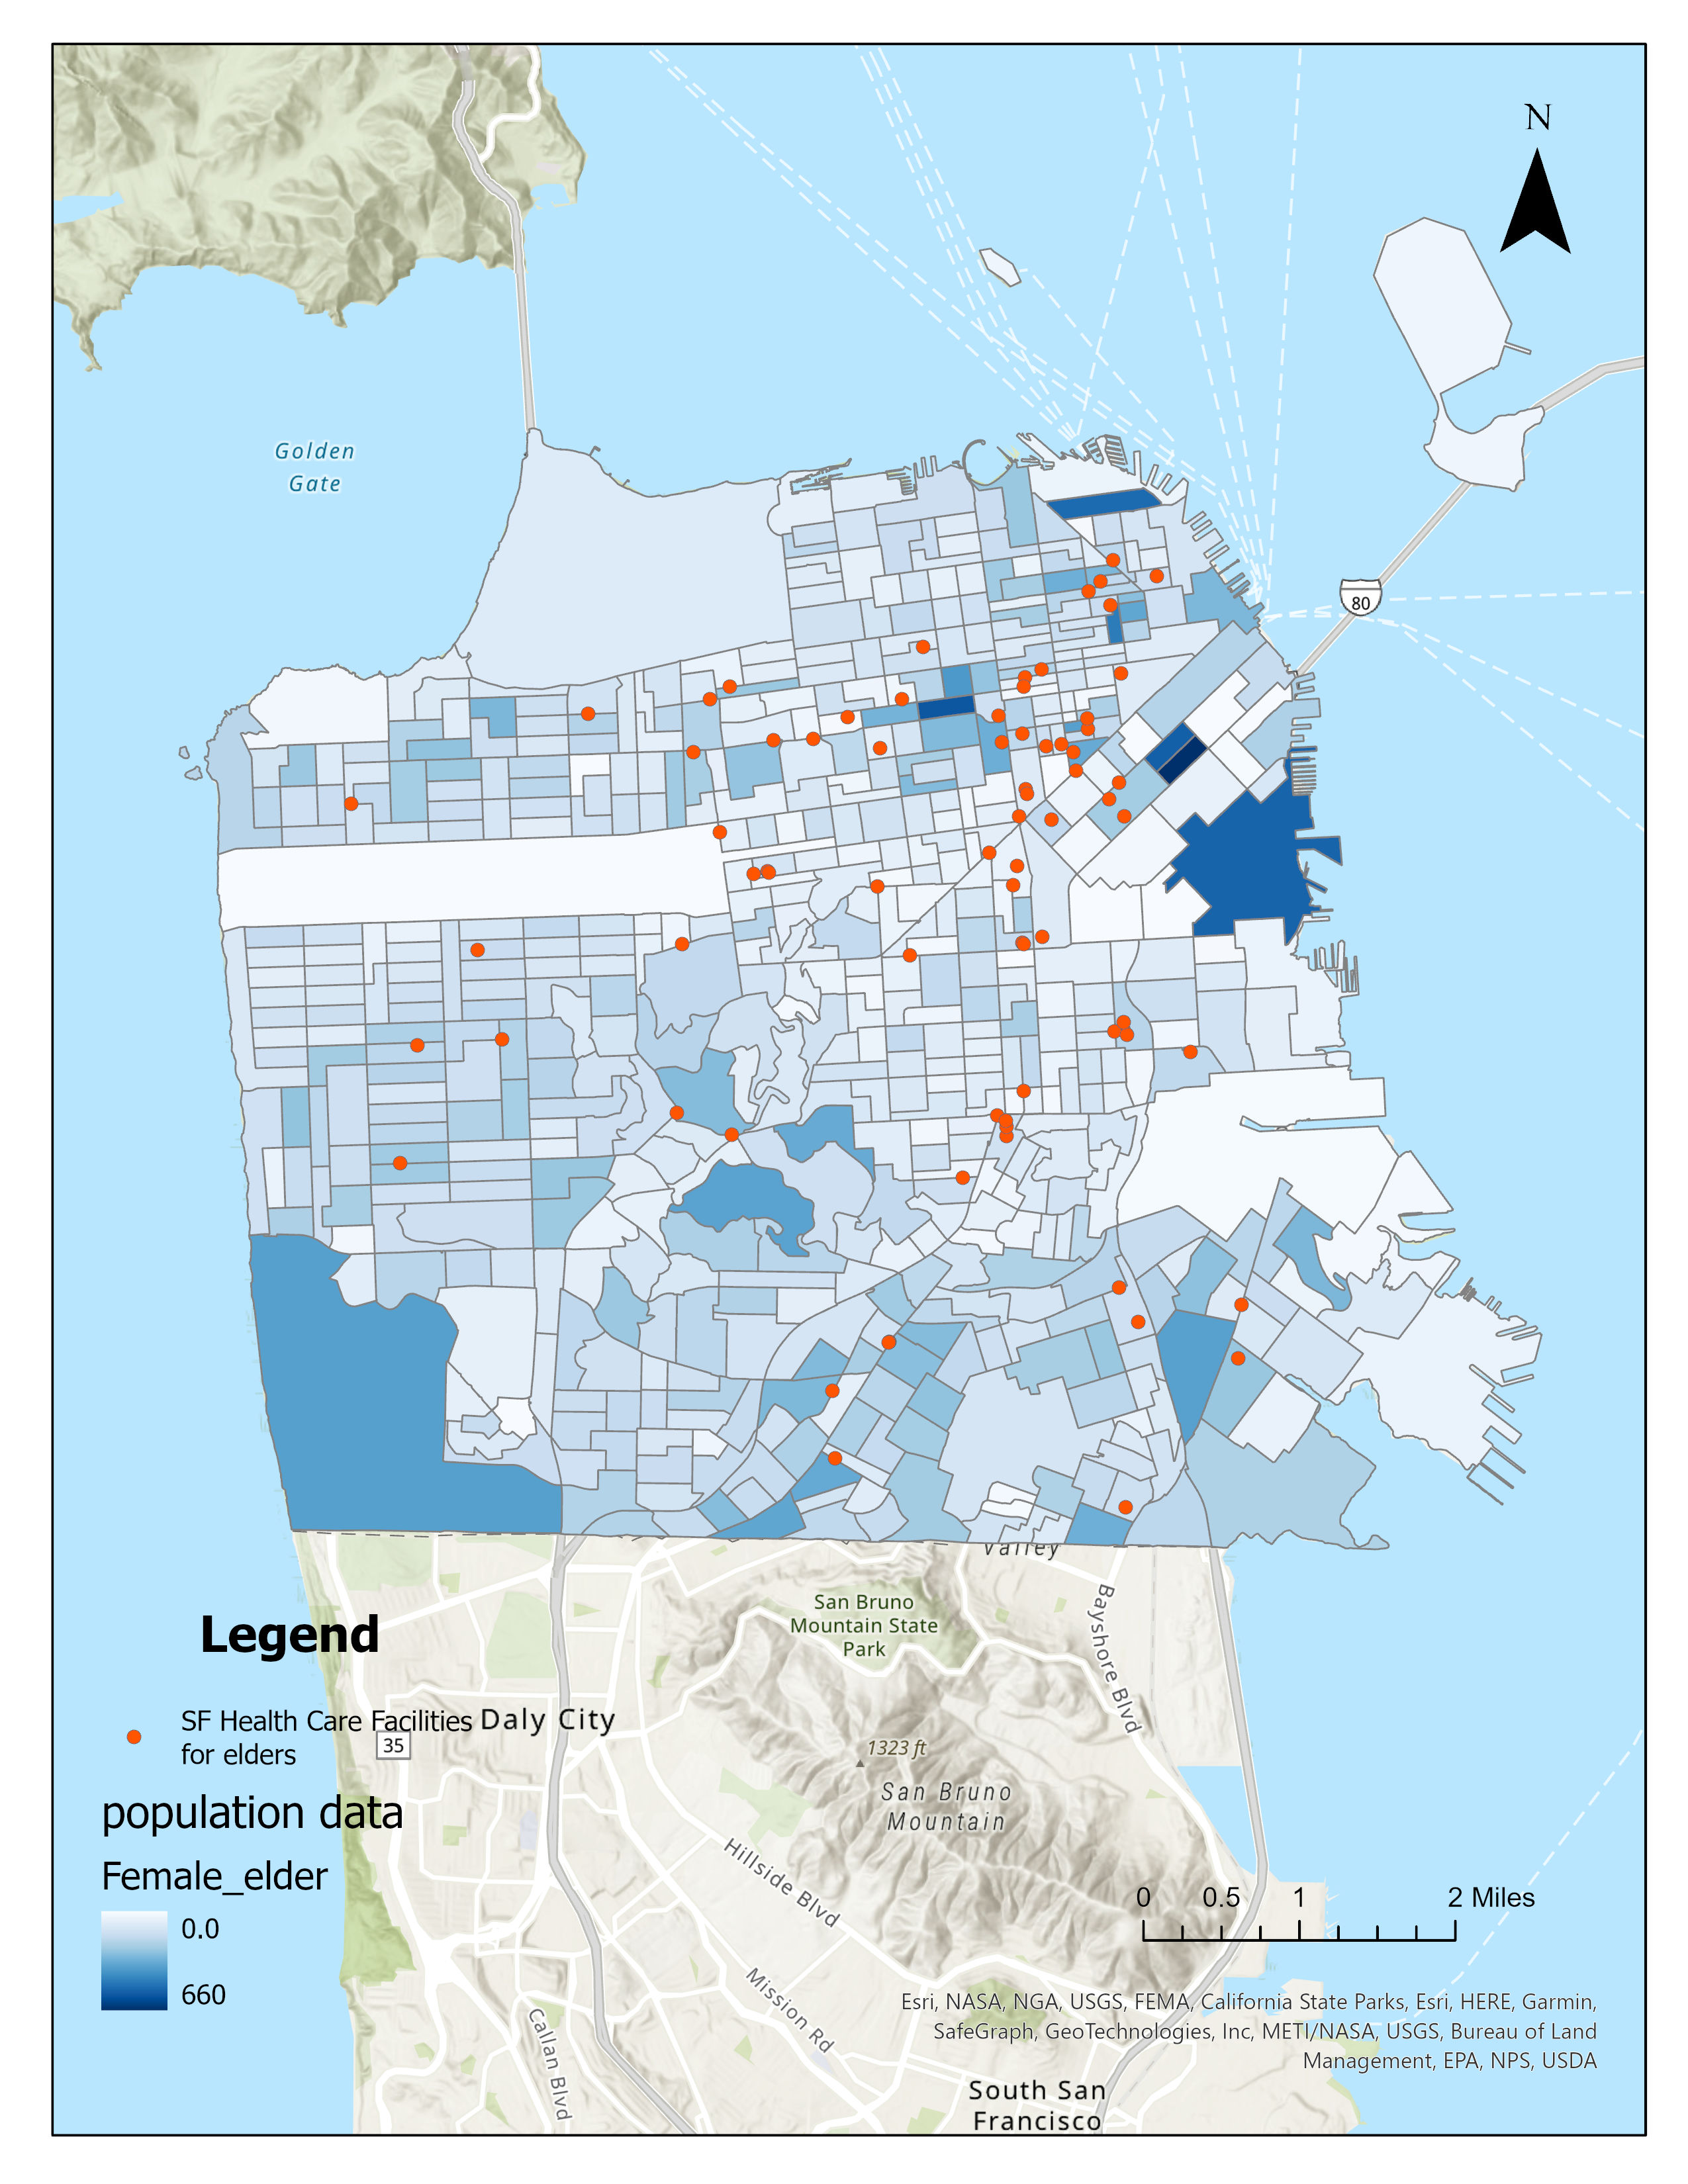 N
Golden
Gate
80
Valley
San Bruno
Mountain State
Park
Bayshore Blvd
Legend
SF Health Care Facilities
for elders
Daly City
35
1323 ft
San Bruno
Mountain
population data
Female_elder
0.0
660
Hillside Blvd
Mission Rd
Callan Blvd
0 0.5 1 2 Miles
Esri, NASA, NGA, USGS, FEMA, California State Parks, Esri, HERE, Garmin,
SafeGraph, GeoTechnologies, Inc, METI/NASA, USGS, Bureau of Land
Management, EPA, NPS, USDA
South San
Francisco